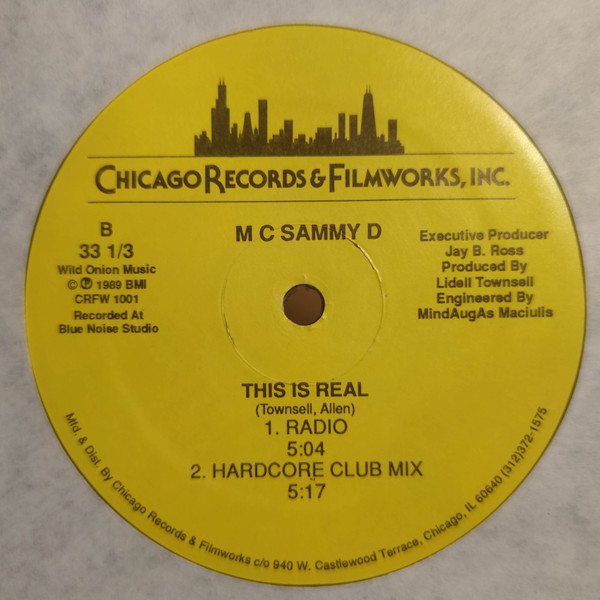 CHICAGO RECORDS & FILMWORKS, INC.
B
33 1/3
Wild Onion Music
© ℗ 1989 BMI
CRFW 1001
Recorded At
Blue Noise Studio
M C SAMMY D
Executive Producer
Jay B. Ross
Produced By
Lidell Townsell
Engineered By
MindAugAs Maciulis
THIS IS REAL
(Townsell, Allen)
1. RADIO
5:04
2. HARDCORE CLUB MIX
5:17
Mfd. & Dist. By Chicago Records & Filmworks c/o 940 W. Castlewood Terrace, Chicago, IL 60640 (312)372-1575